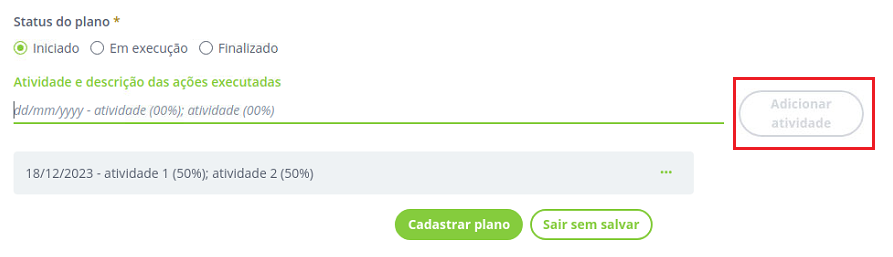 Status do plano *
Iniciado Em execução Finalizado
Atividade e descrição das ações executadas
dd/mm/yyyy - atividade (00%); atividade (00%)
Adicionar
atividade
18/12/2023 - atividade 1 (50%); atividade 2 (50%)
Cadastrar plano Sair sem salvar